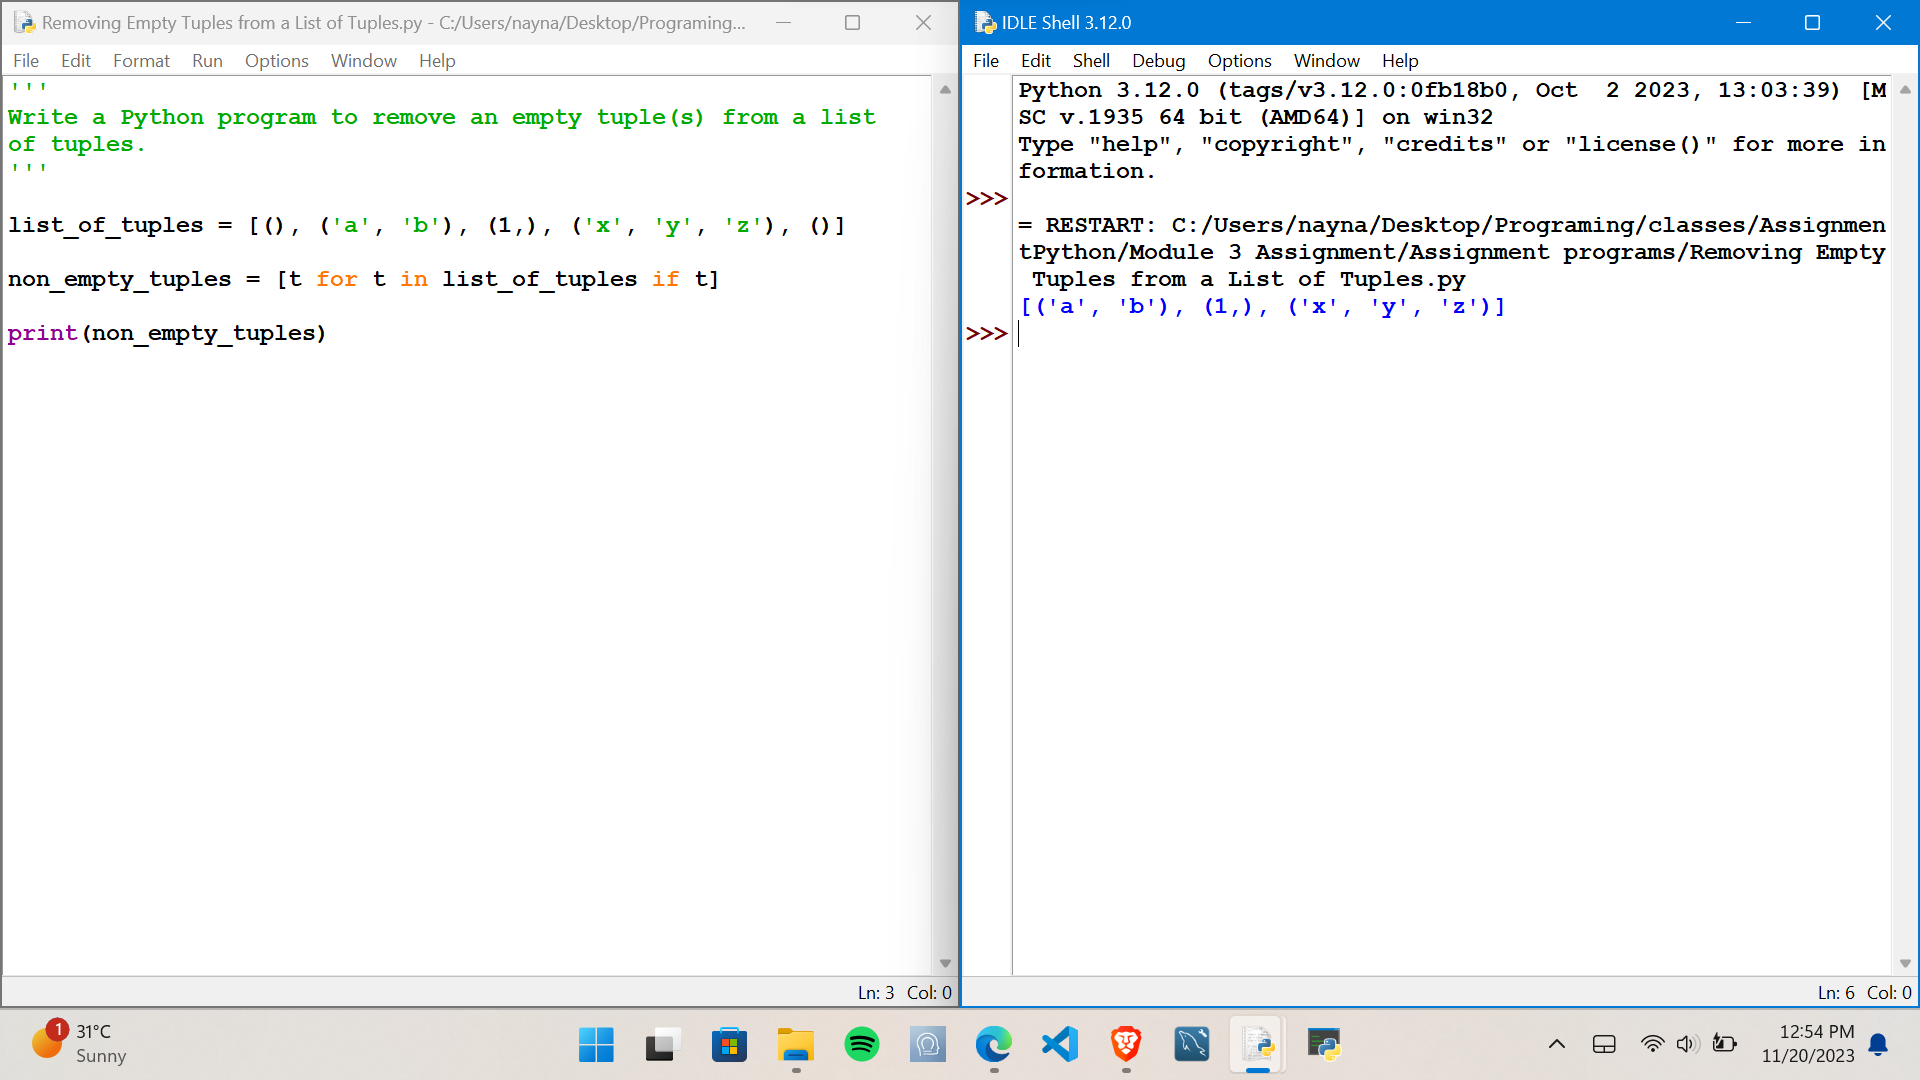 Removing Empty Tuples from a List of Tuples.py - C:/Users/nayna/Desktop/Programing...
File Edit Format Run Options Window Help
'''
Write a Python program to remove an empty tuple(s) from a list
of tuples.
'''
list_of_tuples = [(), ('a', 'b'), (1,), ('x', 'y', 'z'), ()]
non_empty_tuples = [t for t in list_of_tuples if t]
print(non_empty_tuples)
Ln: 3 Col: 0
IDLE Shell 3.12.0
File Edit Shell Debug Options Window Help
Python 3.12.0 (tags/v3.12.0:0fb18b0, Oct  2 2023, 13:03:39) [M
SC v.1935 64 bit (AMD64)] on win32
Type "help", "copyright", "credits" or "license()" for more in
formation.
>>>
= RESTART: C:/Users/nayna/Desktop/Programing/classes/Assignmen
tPython/Module 3 Assignment/Assignment programs/Removing Empty
 Tuples from a List of Tuples.py
[('a', 'b'), (1,), ('x', 'y', 'z')]
>>>
Ln: 6 Col: 0
1
31°C
Sunny
12:54 PM
11/20/2023